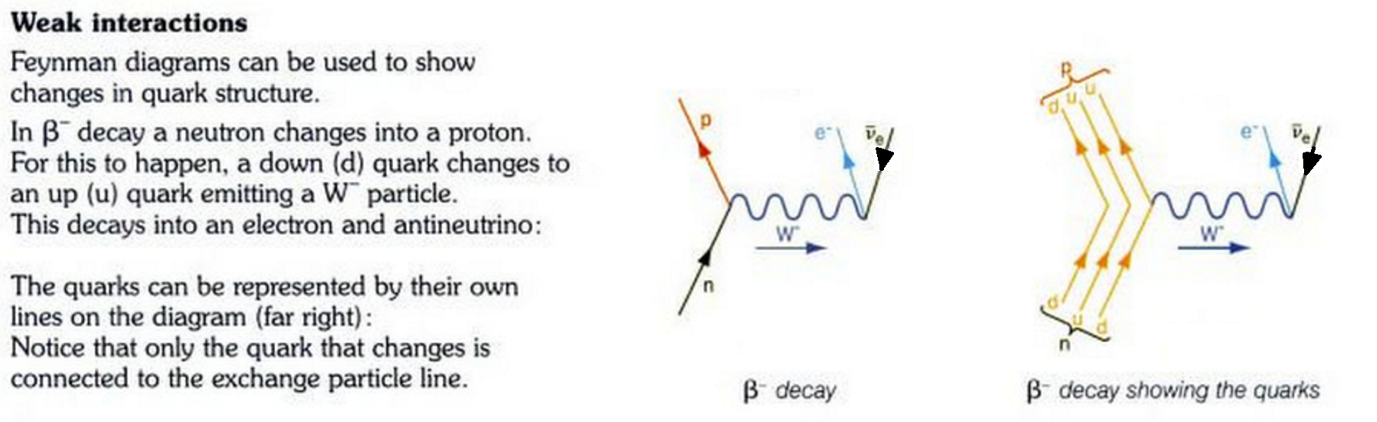 Weak interactions
Feynman diagrams can be used to show
changes in quark structure.
In β⁻ decay a neutron changes into a proton.
For this to happen, a down (d) quark changes to
an up (u) quark emitting a W⁻ particle.
This decays into an electron and antineutrino:
The quarks can be represented by their own
lines on the diagram (far right):
Notice that only the quark that changes is
connected to the exchange particle line.
p
e⁻
ν̄ₑ
W⁻
n
β⁻ decay
p
d u u
e⁻
ν̄ₑ
W⁻
d u d
n
β⁻ decay showing the quarks